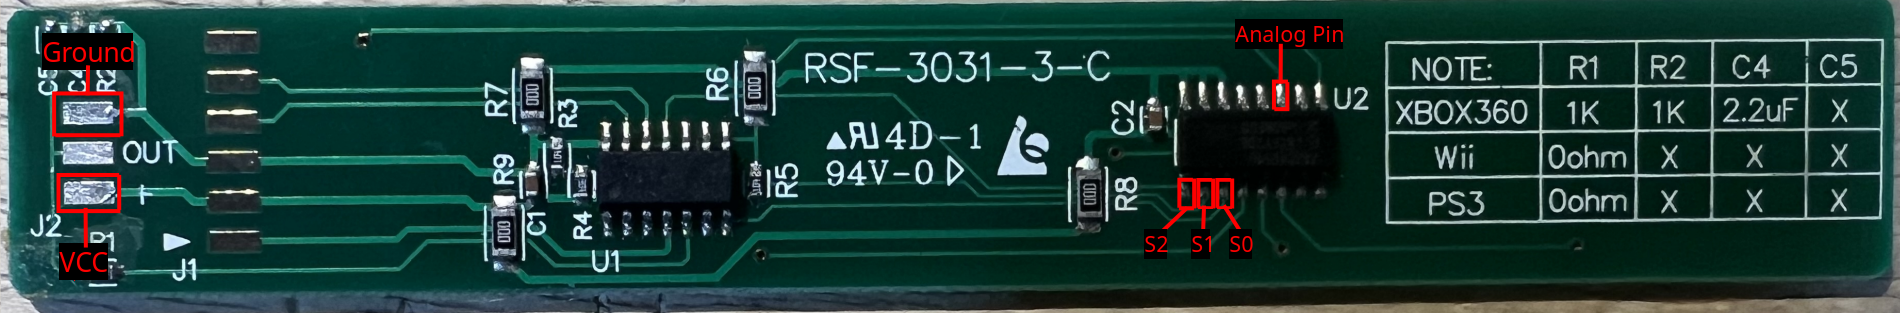 Ground
C5
C4
R2
OUT
T
J2
VCC
R1
J1
R7
R3
R9
C1
R4
U1
R6
R5
RSF-3031-3-C
4D-1
94V-0
C2
R8
Analog Pin
U2
S2
S1
S0
NOTE: R1 R2 C4 C5
XBOX360 1K 1K 2.2uF X
Wii 0ohm X X X
PS3 0ohm X X X